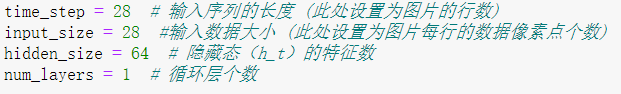 time_step = 28  # 输入序列的长度 (此处设置为图片的行数)
input_size = 28  #输入数据大小 (此处设置为图片每行的数据像素点个数)
hidden_size = 64  # 隐藏态（h_t）的特征数
num_layers = 1  # 循环层个数